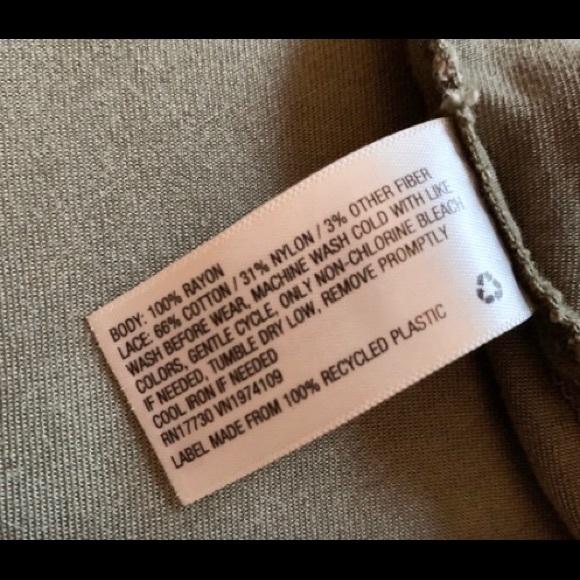 BODY: 100% RAYON
LACE: 66% COTTON / 31% NYLON / 3% OTHER FIBER
WASH BEFORE WEAR, MACHINE WASH COLD WITH LIKE
COLORS, GENTLE CYCLE, ONLY NON-CHLORINE BLEACH
IF NEEDED, TUMBLE DRY LOW, REMOVE PROMPTLY
COOL IRON IF NEEDED
RN17730 VN1974109
LABEL MADE FROM 100% RECYCLED PLASTIC